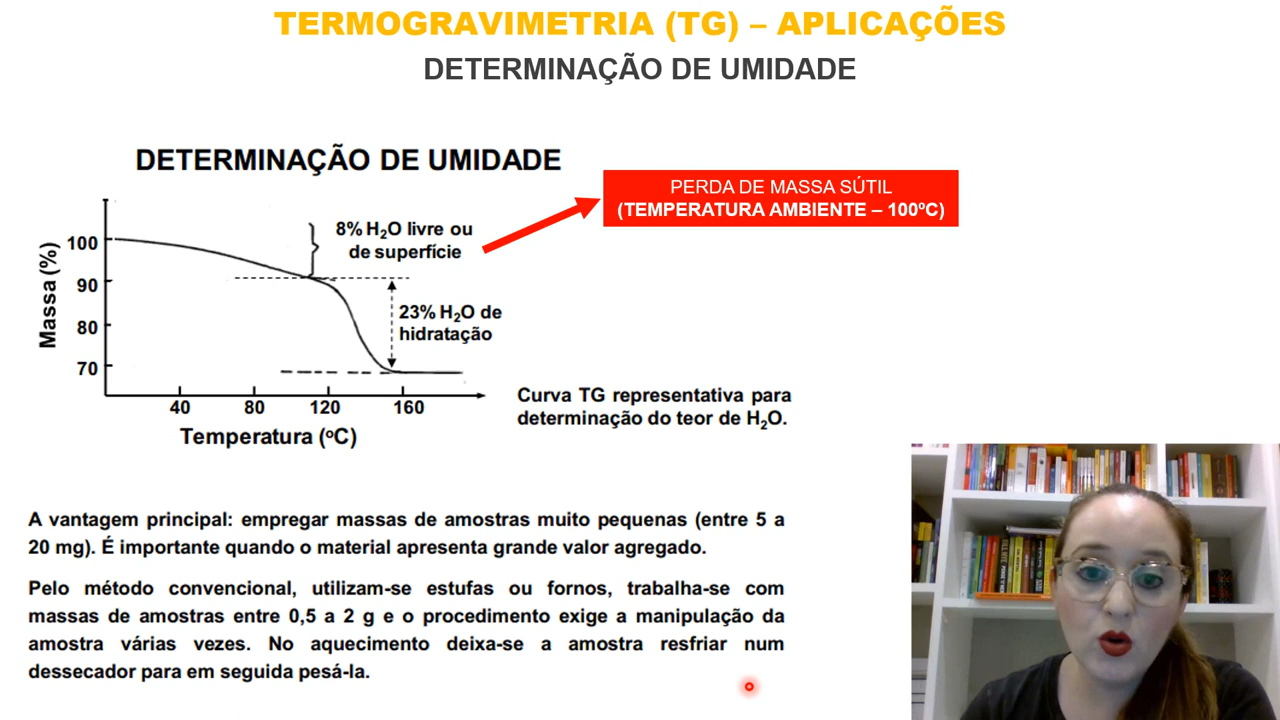 TERMOGRAVIMETRIA (TG) – APLICAÇÕES
DETERMINAÇÃO DE UMIDADE
DETERMINAÇÃO DE UMIDADE
PERDA DE MASSA SÚTIL
(TEMPERATURA AMBIENTE – 100ºC)
8% H₂O livre ou
de superfície
23% H₂O de
hidratação
Massa (%)
100
90
80
70
40 80 120 160
Temperatura (ºC)
Curva TG representativa para
determinação do teor de H₂O.
A vantagem principal: empregar massas de amostras muito pequenas (entre 5 a
20 mg). É importante quando o material apresenta grande valor agregado.
Pelo método convencional, utilizam-se estufas ou fornos, trabalha-se com
massas de amostras entre 0,5 a 2 g e o procedimento exige a manipulação da
amostra várias vezes. No aquecimento deixa-se a amostra resfriar num
dessecador para em seguida pesá-la.